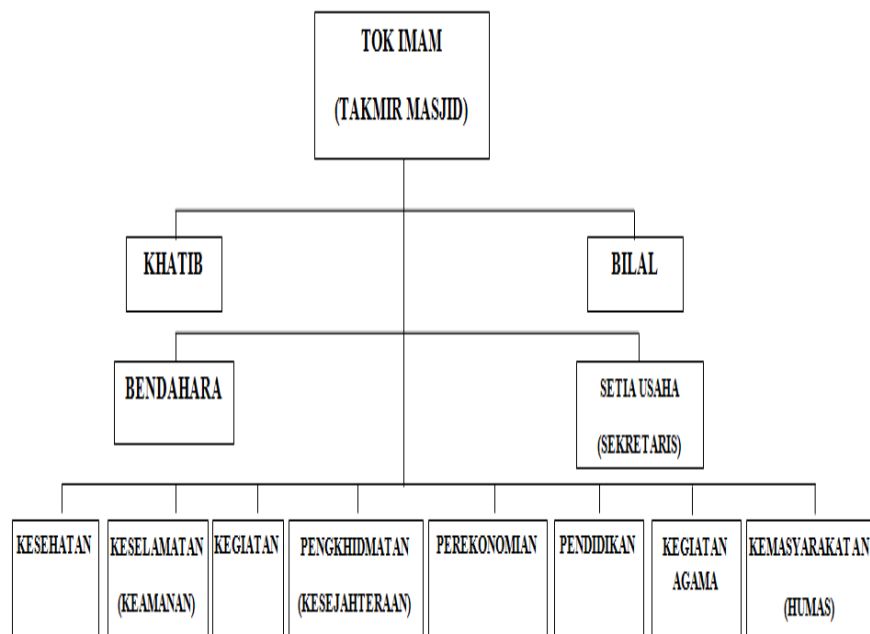 TOK IMAM
(TAKMIR MASJID)
KHATIB
BILAL
BENDAHARA
SETIA USAHA
(SEKRETARIS)
KESEHATAN
KESELAMATAN
(KEAMANAN)
KEGIATAN
PENGKHIDMATAN
(KESEJAHTERAAN)
PEREKONOMIAN
PENDIDIKAN
KEGIATAN
AGAMA
KEMASYARAKATAN
(HUMAS)